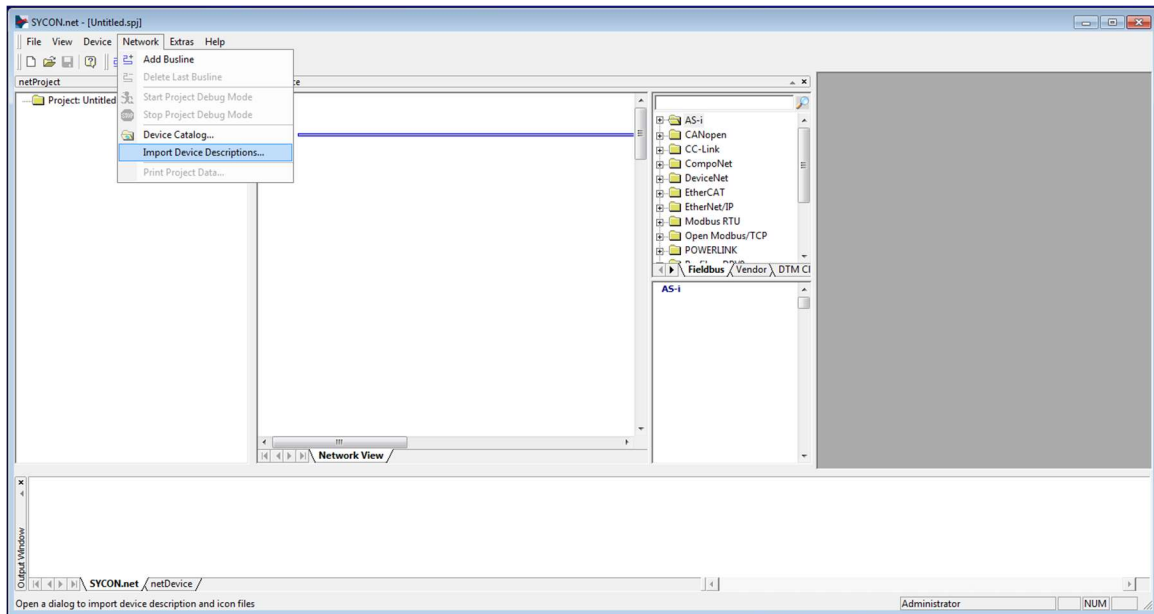 SYCON.net - [Untitled.spj]
File View Device Network Extras Help
Add Busline
netProject
Delete Last Busline
Project: Untitled
Start Project Debug Mode
Stop Project Debug Mode
Device Catalog...
Import Device Descriptions...
Print Project Data...
AS-i
CANopen
CC-Link
CompoNet
DeviceNet
EtherCAT
EtherNet/IP
Modbus RTU
Open Modbus/TCP
POWERLINK
Fieldbus Vendor DTM Cl
AS-i
Network View
Output Window
SYCON.net netDevice
Open a dialog to import device description and icon files
Administrator
NUM